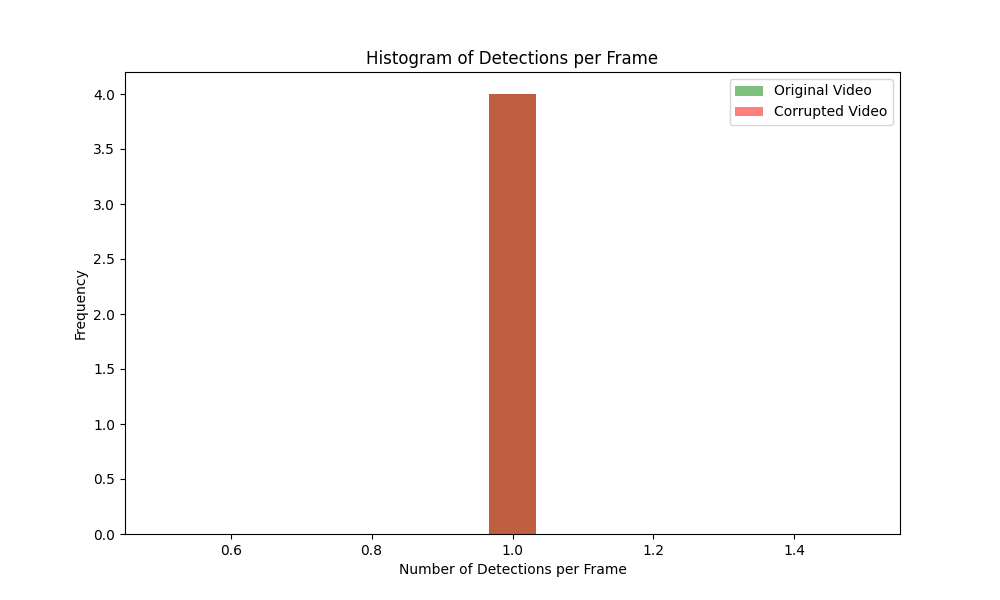 Histogram of Detections per Frame
Original Video
Corrupted Video
4.0
3.5
3.0
2.5
2.0
1.5
1.0
0.5
0.0
Frequency
0.6 0.8 1.0 1.2 1.4
Number of Detections per Frame